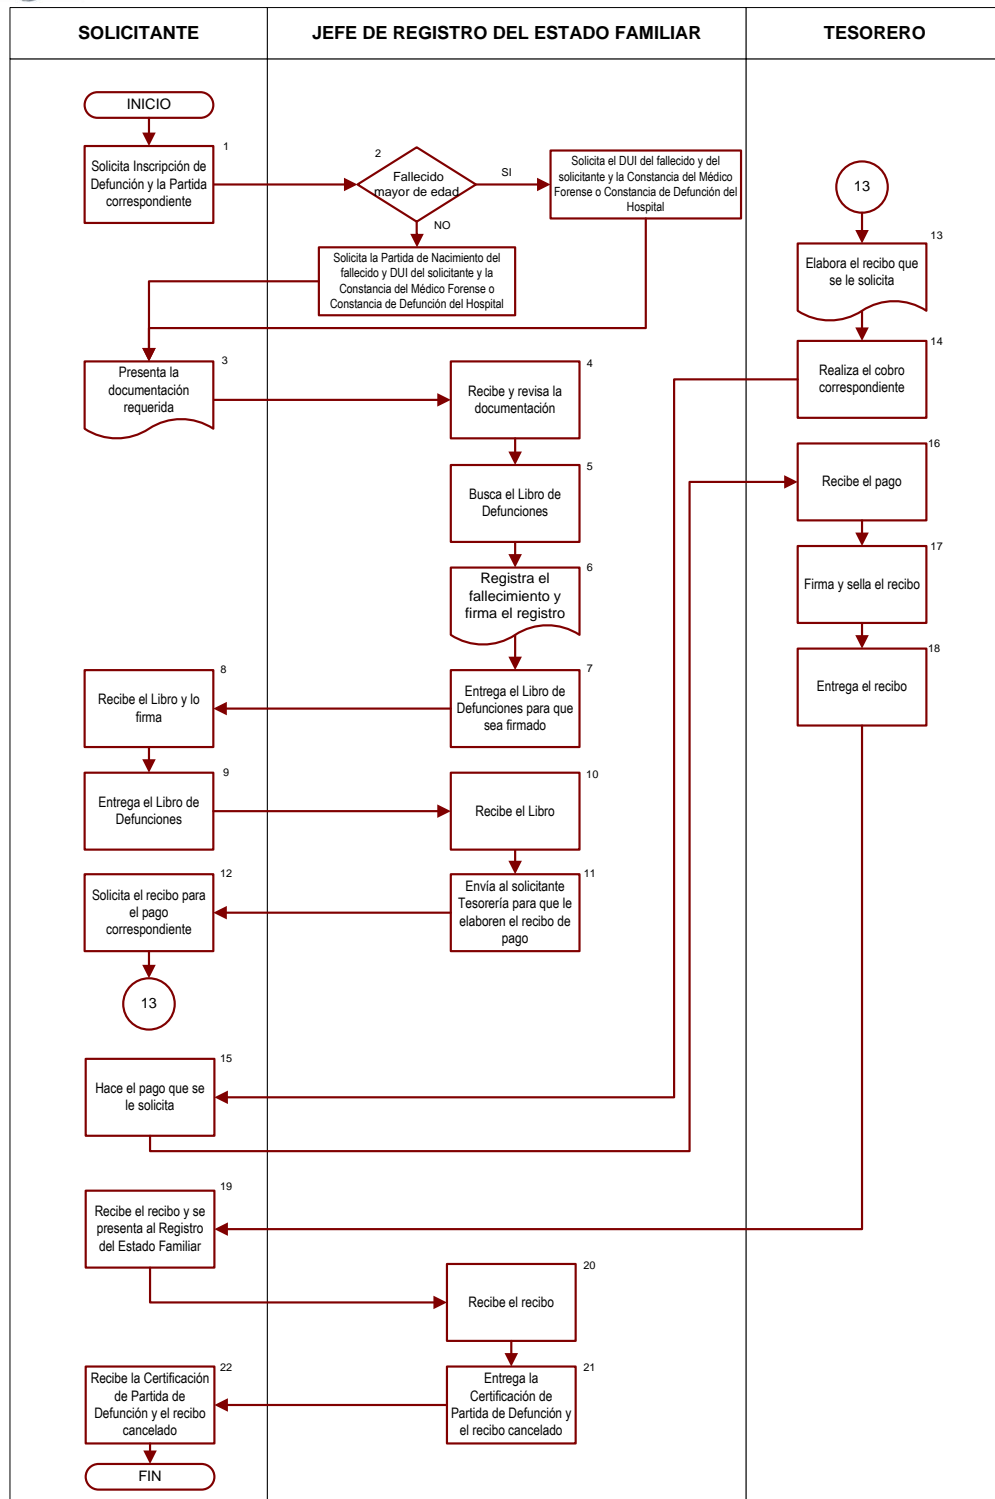 SOLICITANTE
JEFE DE REGISTRO DEL ESTADO FAMILIAR
TESORERO
INICIO
1
Solicita Inscripción de
Defunción y la Partida
correspondiente
2
Fallecido
mayor de edad
SI
NO
Solicita el DUI del fallecido y del
solicitante y la Constancia del Médico
Forense o Constancia de Defunción del
Hospital
Solicita la Partida de Nacimiento del
fallecido y DUI del solicitante y la
Constancia del Médico Forense o
Constancia de Defunción del Hospital
3
Presenta la
documentación
requerida
4
Recibe y revisa la
documentación
5
Busca el Libro de
Defunciones
6
Registra el
fallecimiento y
firma el registro
7
Entrega el Libro de
Defunciones para que
sea firmado
8
Recibe el Libro y lo
firma
9
Entrega el Libro de
Defunciones
10
Recibe el Libro
11
Envía al solicitante
Tesorería para que le
elaboren el recibo de
pago
12
Solicita el recibo para
el pago
correspondiente
13
13
13
Elabora el recibo que
se le solicita
14
Realiza el cobro
correspondiente
15
Hace el pago que se
le solicita
16
Recibe el pago
17
Firma y sella el recibo
18
Entrega el recibo
19
Recibe el recibo y se
presenta al Registro
del Estado Familiar
20
Recibe el recibo
21
Entrega la
Certificación de
Partida de Defunción y
el recibo cancelado
22
Recibe la Certificación
de Partida de
Defunción y el recibo
cancelado
FIN